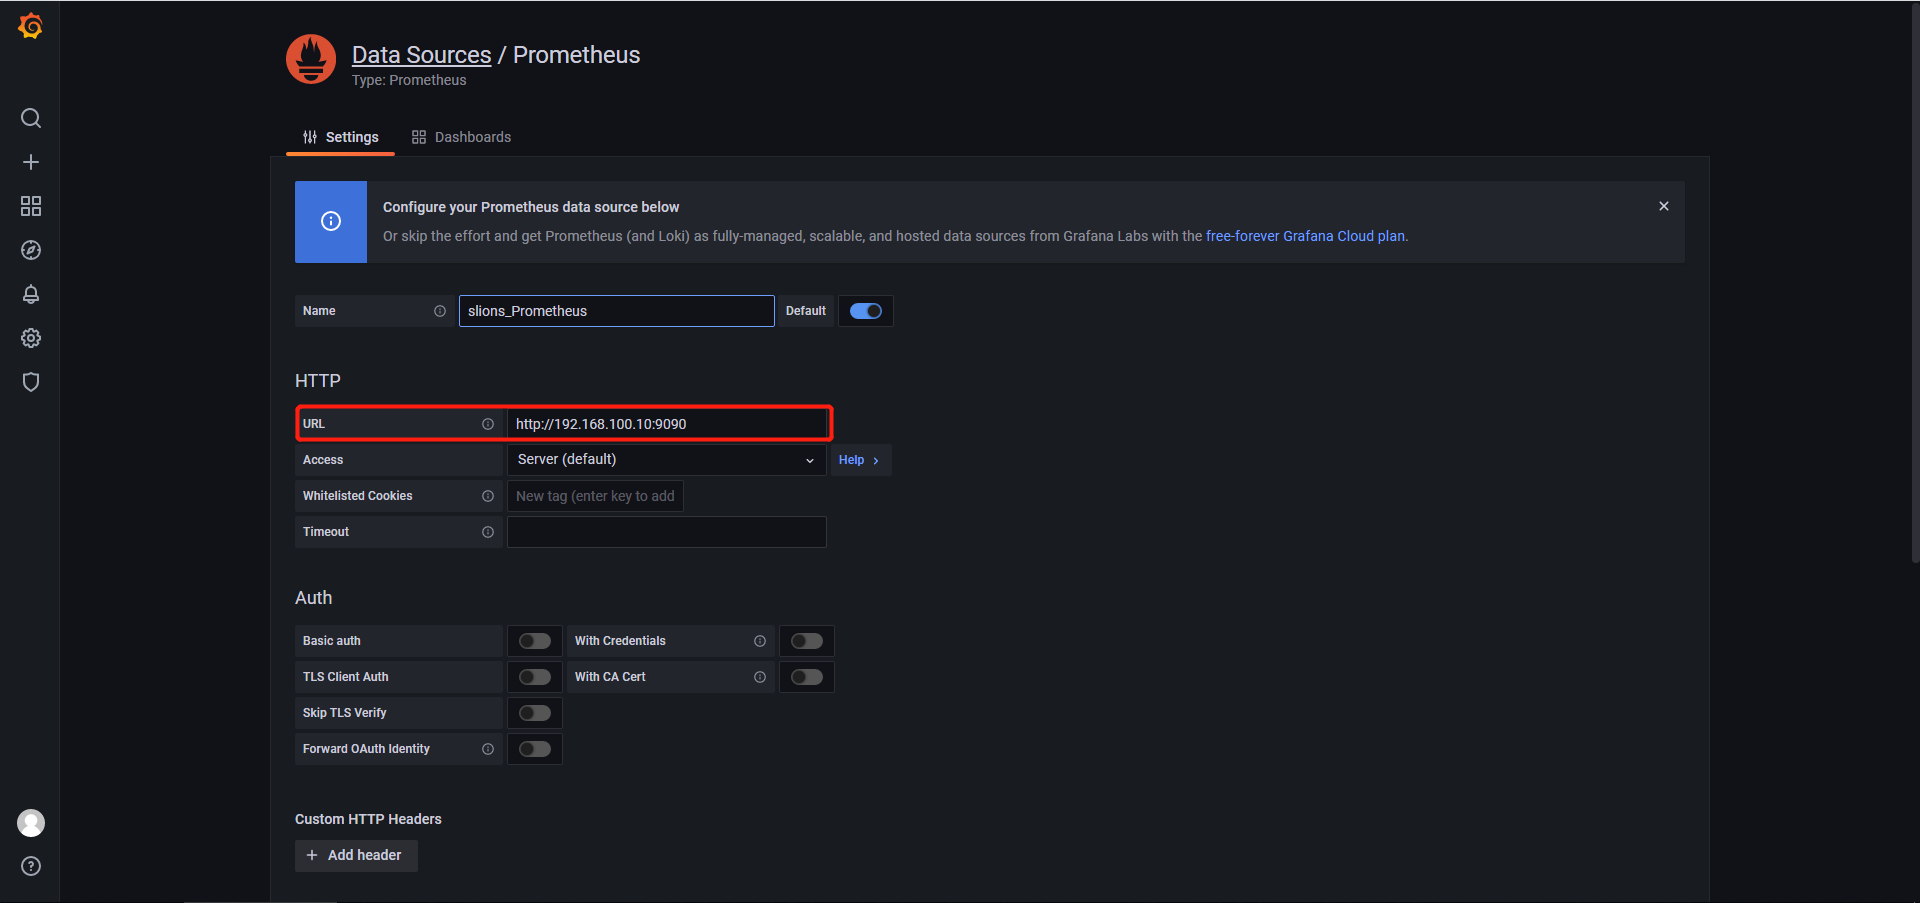 Data Sources / Prometheus
Type: Prometheus
Settings Dashboards
Configure your Prometheus data source below
Or skip the effort and get Prometheus (and Loki) as fully-managed, scalable, and hosted data sources from Grafana Labs with the free-forever Grafana Cloud plan.
Name slions_Prometheus Default
HTTP
URL http://192.168.100.10:9090
Access Server (default) Help
Whitelisted Cookies New tag (enter key to add
Timeout
Auth
Basic auth With Credentials
TLS Client Auth With CA Cert
Skip TLS Verify
Forward OAuth Identity
Custom HTTP Headers
+ Add header